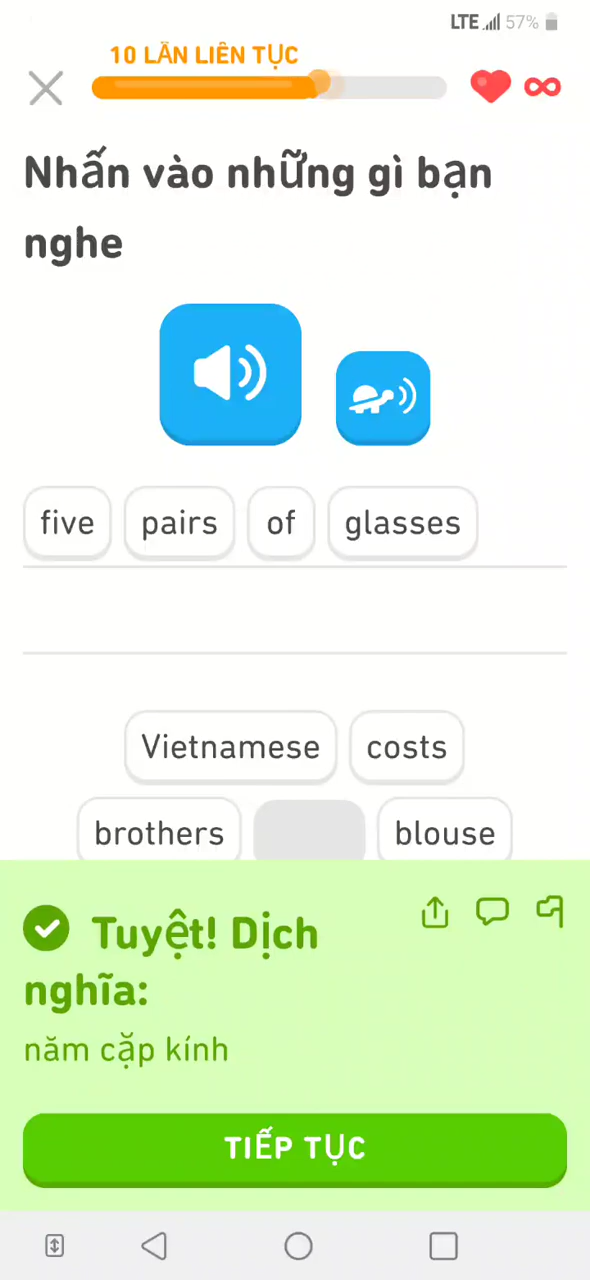 LTE 57%
10 LẦN LIÊN TỤC
Nhấn vào những gì bạn
nghe
five pairs of glasses
Vietnamese costs
brothers blouse
Tuyệt! Dịch
nghĩa:
năm cặp kính
TIẾP TỤC